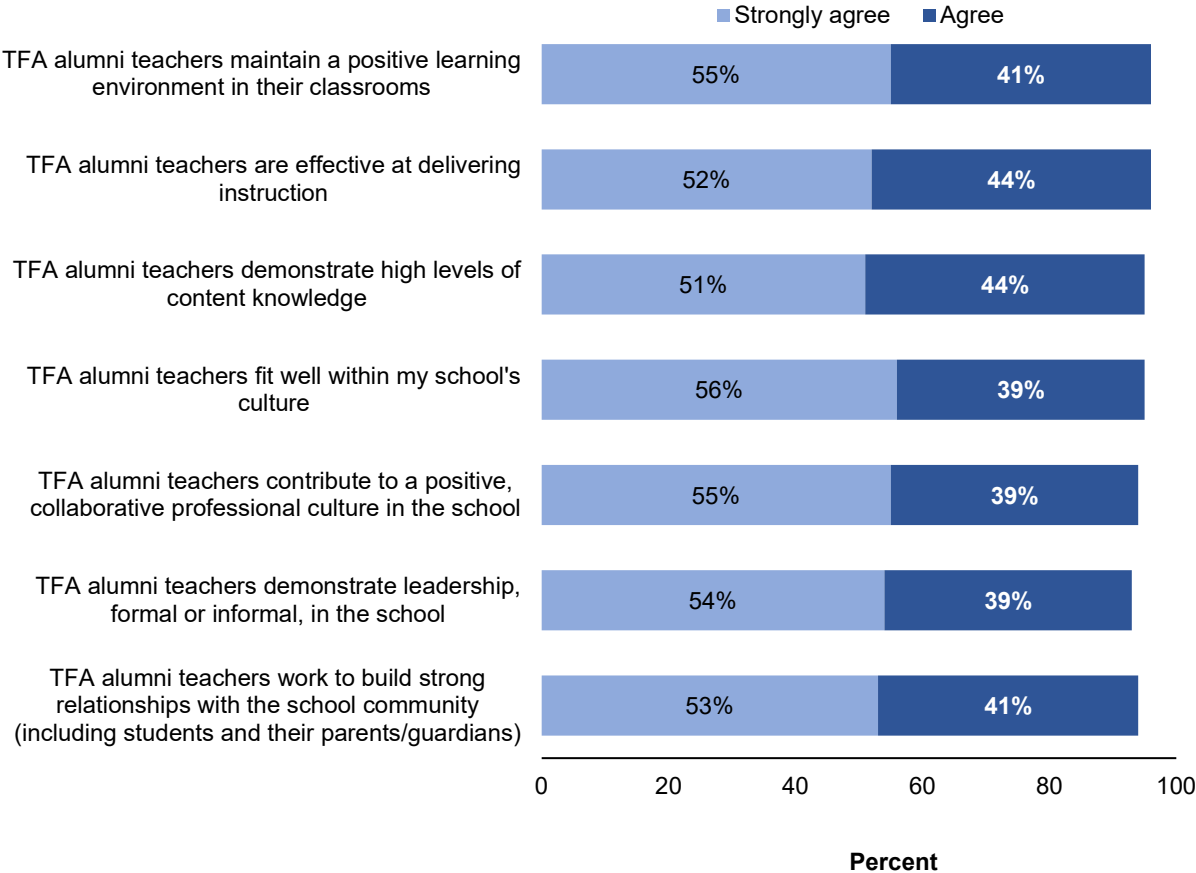 Strongly agree Agree
TFA alumni teachers maintain a positive learning
environment in their classrooms
55% 41%
TFA alumni teachers are effective at delivering
instruction
52% 44%
TFA alumni teachers demonstrate high levels of
content knowledge
51% 44%
TFA alumni teachers fit well within my school's
culture
56% 39%
TFA alumni teachers contribute to a positive,
collaborative professional culture in the school
55% 39%
TFA alumni teachers demonstrate leadership,
formal or informal, in the school
54% 39%
TFA alumni teachers work to build strong
relationships with the school community
(including students and their parents/guardians)
53% 41%
0 20 40 60 80 100
Percent